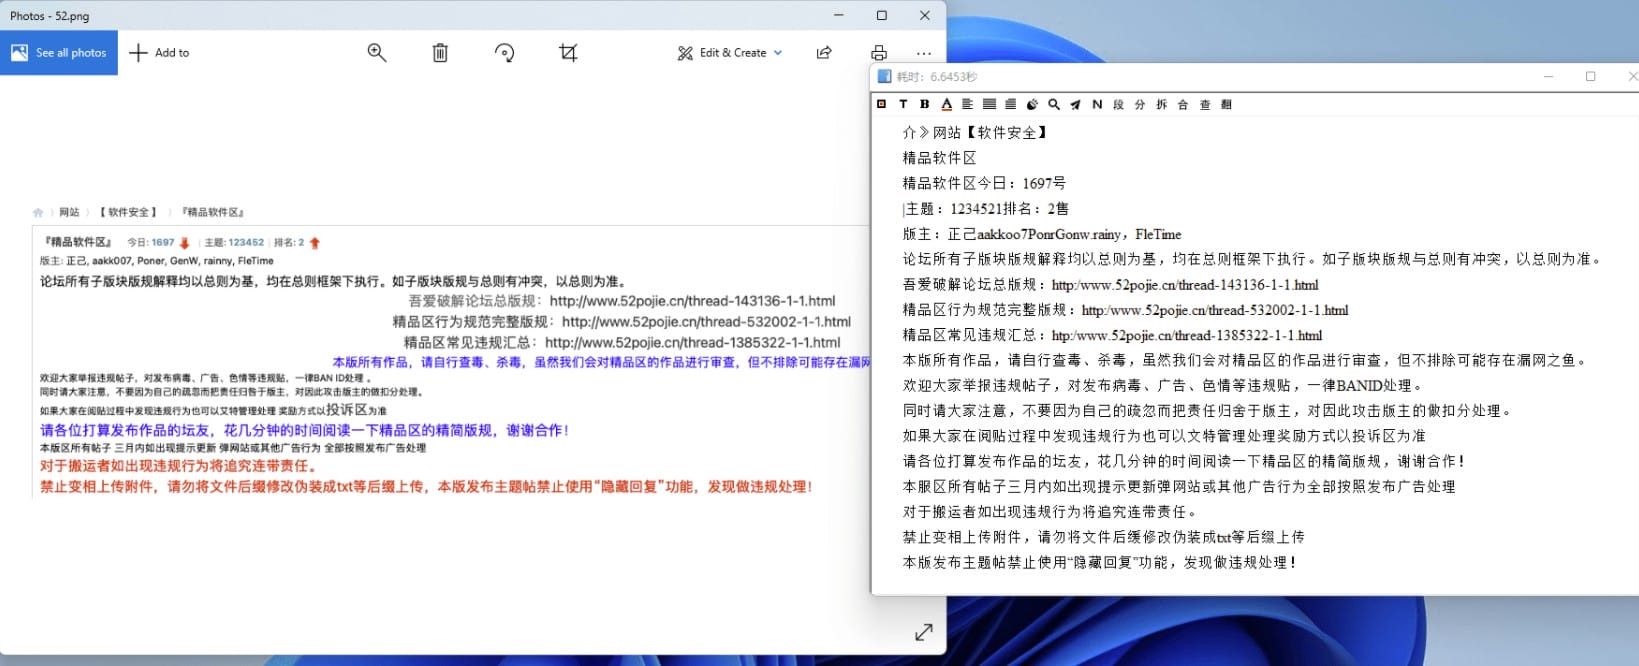 Photos - 52.png
See all photos
Add to
Edit & Create
网站 〉 【 软件安全 】 〉 『精品软件区』
『精品软件区』 今日: 1697 | 主题: 123452 | 排名: 2
版主: 正己, aakk007, Poner, GenW, rainny, FleTime
论坛所有子版块版规解释均以总则为基，均在总则框架下执行。如子版块版规与总则有冲突，以总则为准。
吾爱破解论坛总版规：http://www.52pojie.cn/thread-143136-1-1.html
精品区行为规范完整版规：http://www.52pojie.cn/thread-532002-1-1.html
精品区常见违规汇总：http://www.52pojie.cn/thread-1385322-1-1.html
本版所有作品，请自行查毒、杀毒，虽然我们会对精品区的作品进行审查，但不排除可能存在漏网
欢迎大家举报违规帖子，对发布病毒、广告、色情等违规贴，一律BAN ID处理 。
同时请大家注意，不要因为自己的疏忽而把责任归咎于版主，对因此攻击版主的做扣分处理。
如果大家在阅贴过程中发现违规行为也可以艾特管理处理 奖励方式以投诉区为准
请各位打算发布作品的坛友，花几分钟的时间阅读一下精品区的精简版规，谢谢合作！
本版区所有帖子 三月内如出现提示更新 弹网站或其他广告行为 全部按照发布广告处理
对于搬运者如出现违规行为将追究连带责任。
禁止变相上传附件，请勿将文件后缀修改伪装成txt等后缀上传，本版发布主题帖禁止使用“隐藏回复”功能，发现做违规处理！
耗时：6.6453秒
T B A N 段 分 拆 合 查 翻
介》网站【软件安全】
精品软件区
精品软件区今日：1697号
|主题：1234521排名：2售
版主：正己aakkoo7PonrGonw.rainy，FleTime
论坛所有子版块版规解释均以总则为基，均在总则框架下执行。如子版块版规与总则有冲突，以总则为准。
吾爱破解论坛总版规：http:/www.52pojie.cn/thread-143136-1-1.html
精品区行为规范完整版规：http:/www.52pojie.cn/thread-532002-1-1.html
精品区常见违规汇总：htp:/www.52pojie.cn/thread-1385322-1-1.html
本版所有作品，请自行查毒、杀毒，虽然我们会对精品区的作品进行审查，但不排除可能存在漏网之鱼。
欢迎大家举报违规帖子，对发布病毒、广告、色情等违规贴，一律BANID处理。
同时请大家注意，不要因为自己的疏忽而把责任归舍于版主，对因此攻击版主的做扣分处理。
如果大家在阅贴过程中发现违规行为也可以文特管理处理奖励方式以投诉区为准
请各位打算发布作品的坛友，花几分钟的时间阅读一下精品区的精简版规，谢谢合作！
本服区所有帖子三月内如出现提示更新弹网站或其他广告行为全部按照发布广告处理
对于搬运者如出现违规行为将追究连带责任。
禁止变相上传附件，请勿将文件后缓修改伪装成txt等后缀上传
本版发布主题帖禁止使用“隐藏回复”功能，发现做违规处理！